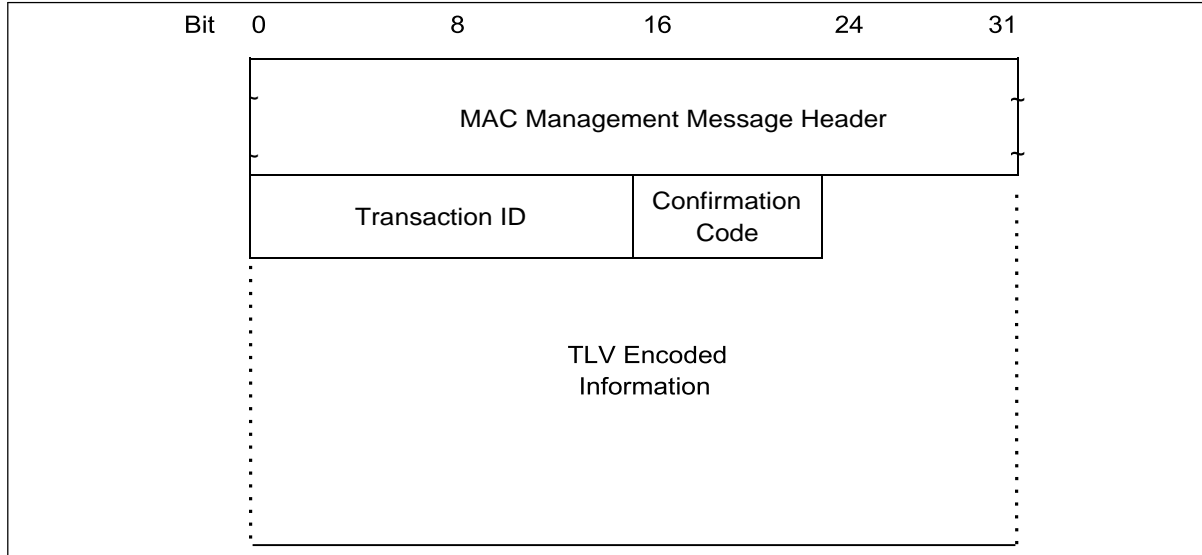 Bit 0 8 16 24 31
MAC Management Message Header
Transaction ID
Confirmation
Code
TLV Encoded
Information